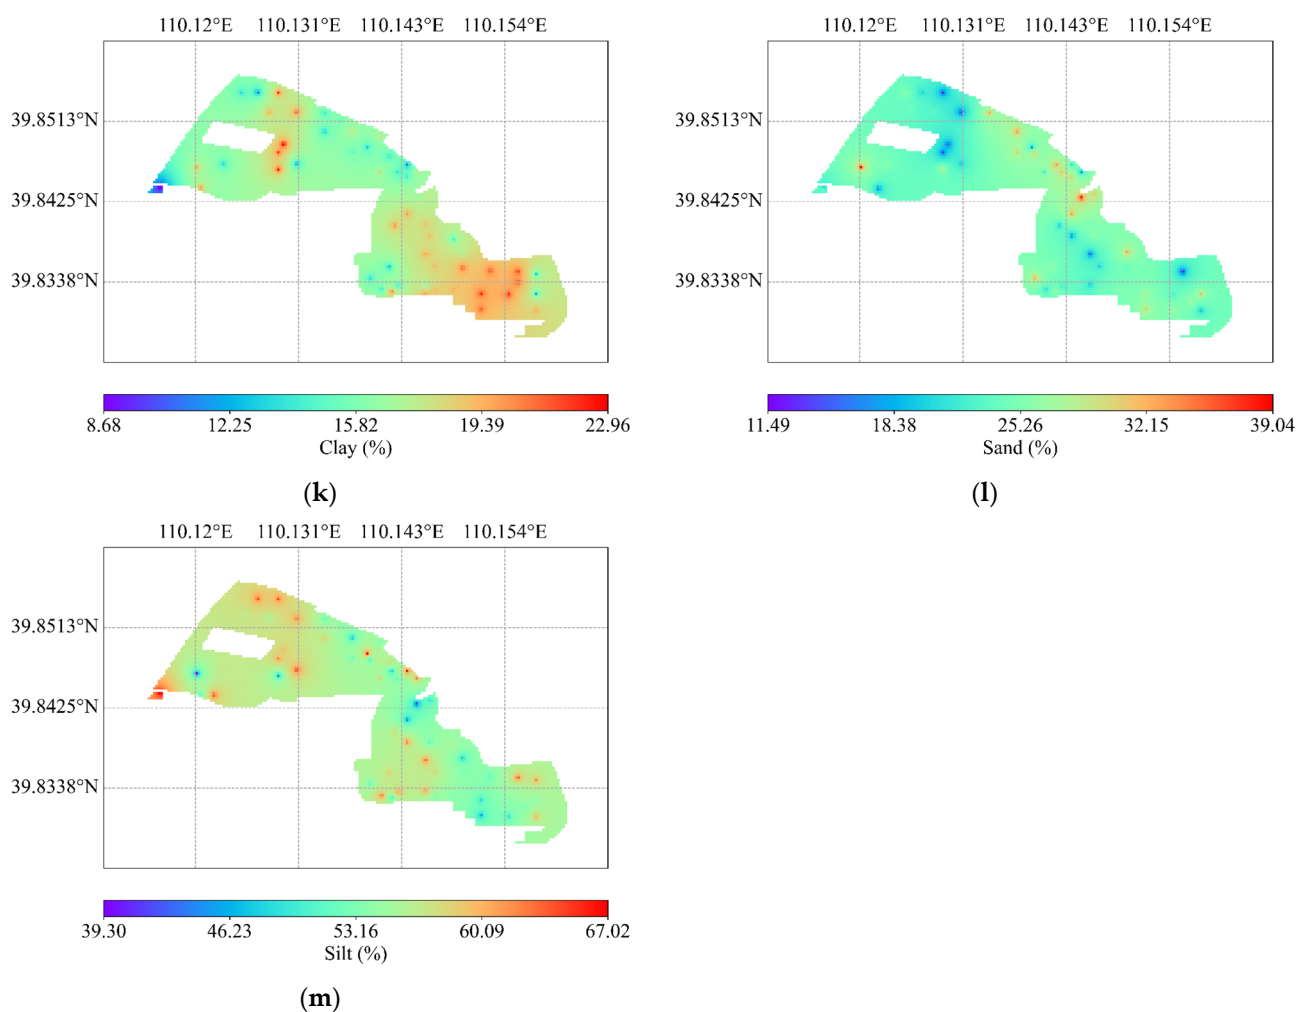 110.12°E 110.131°E 110.143°E 110.154°E
39.8513°N
39.8425°N
39.8338°N
8.68 12.25 15.82 19.39 22.96
Clay (%)
(k)
110.12°E 110.131°E 110.143°E 110.154°E
39.8513°N
39.8425°N
39.8338°N
11.49 18.38 25.26 32.15 39.04
Sand (%)
(l)
110.12°E 110.131°E 110.143°E 110.154°E
39.8513°N
39.8425°N
39.8338°N
39.30 46.23 53.16 60.09 67.02
Silt (%)
(m)